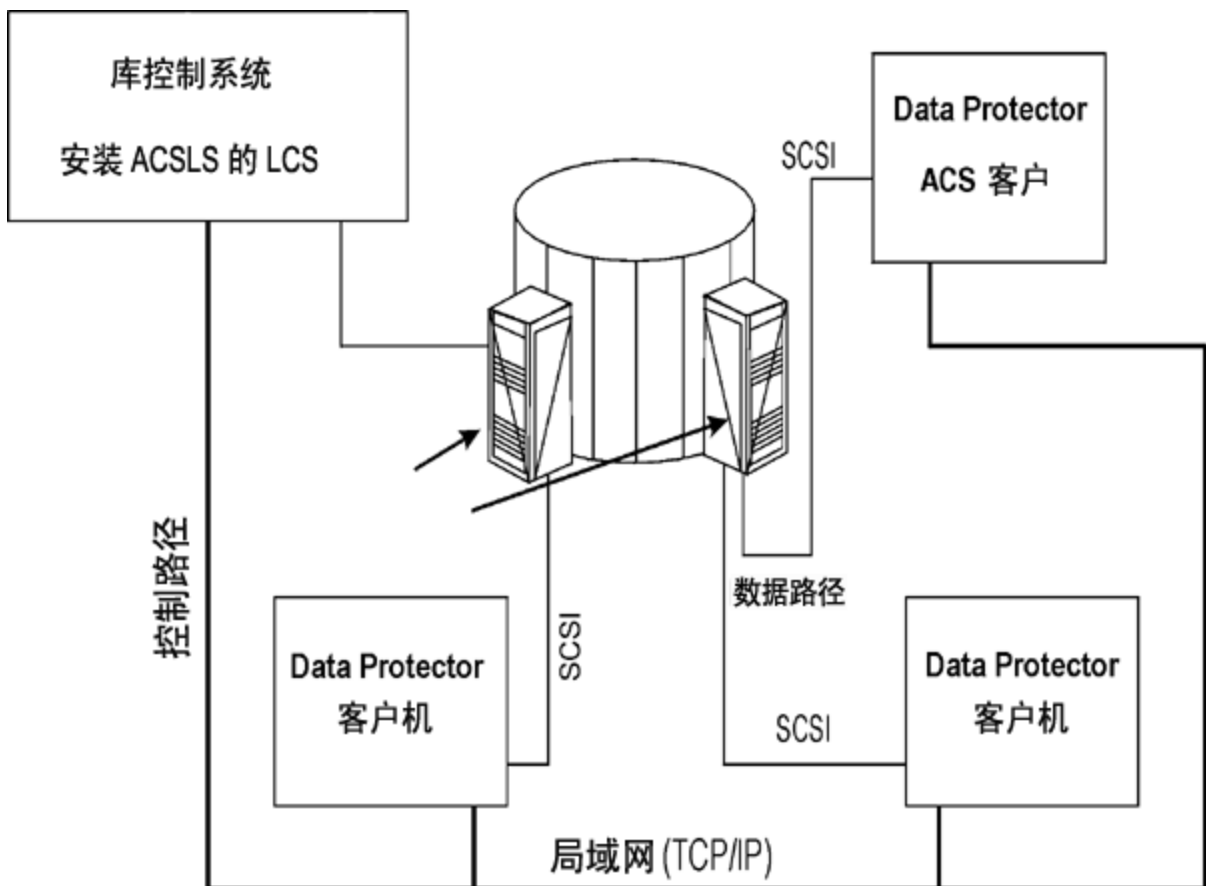 库控制系统
安装 ACSLS 的 LCS
Data Protector
ACS 客户
SCSI
控制路径
数据路径
SCSI
Data Protector
客户机
SCSI
Data Protector
客户机
局域网 (TCP/IP)